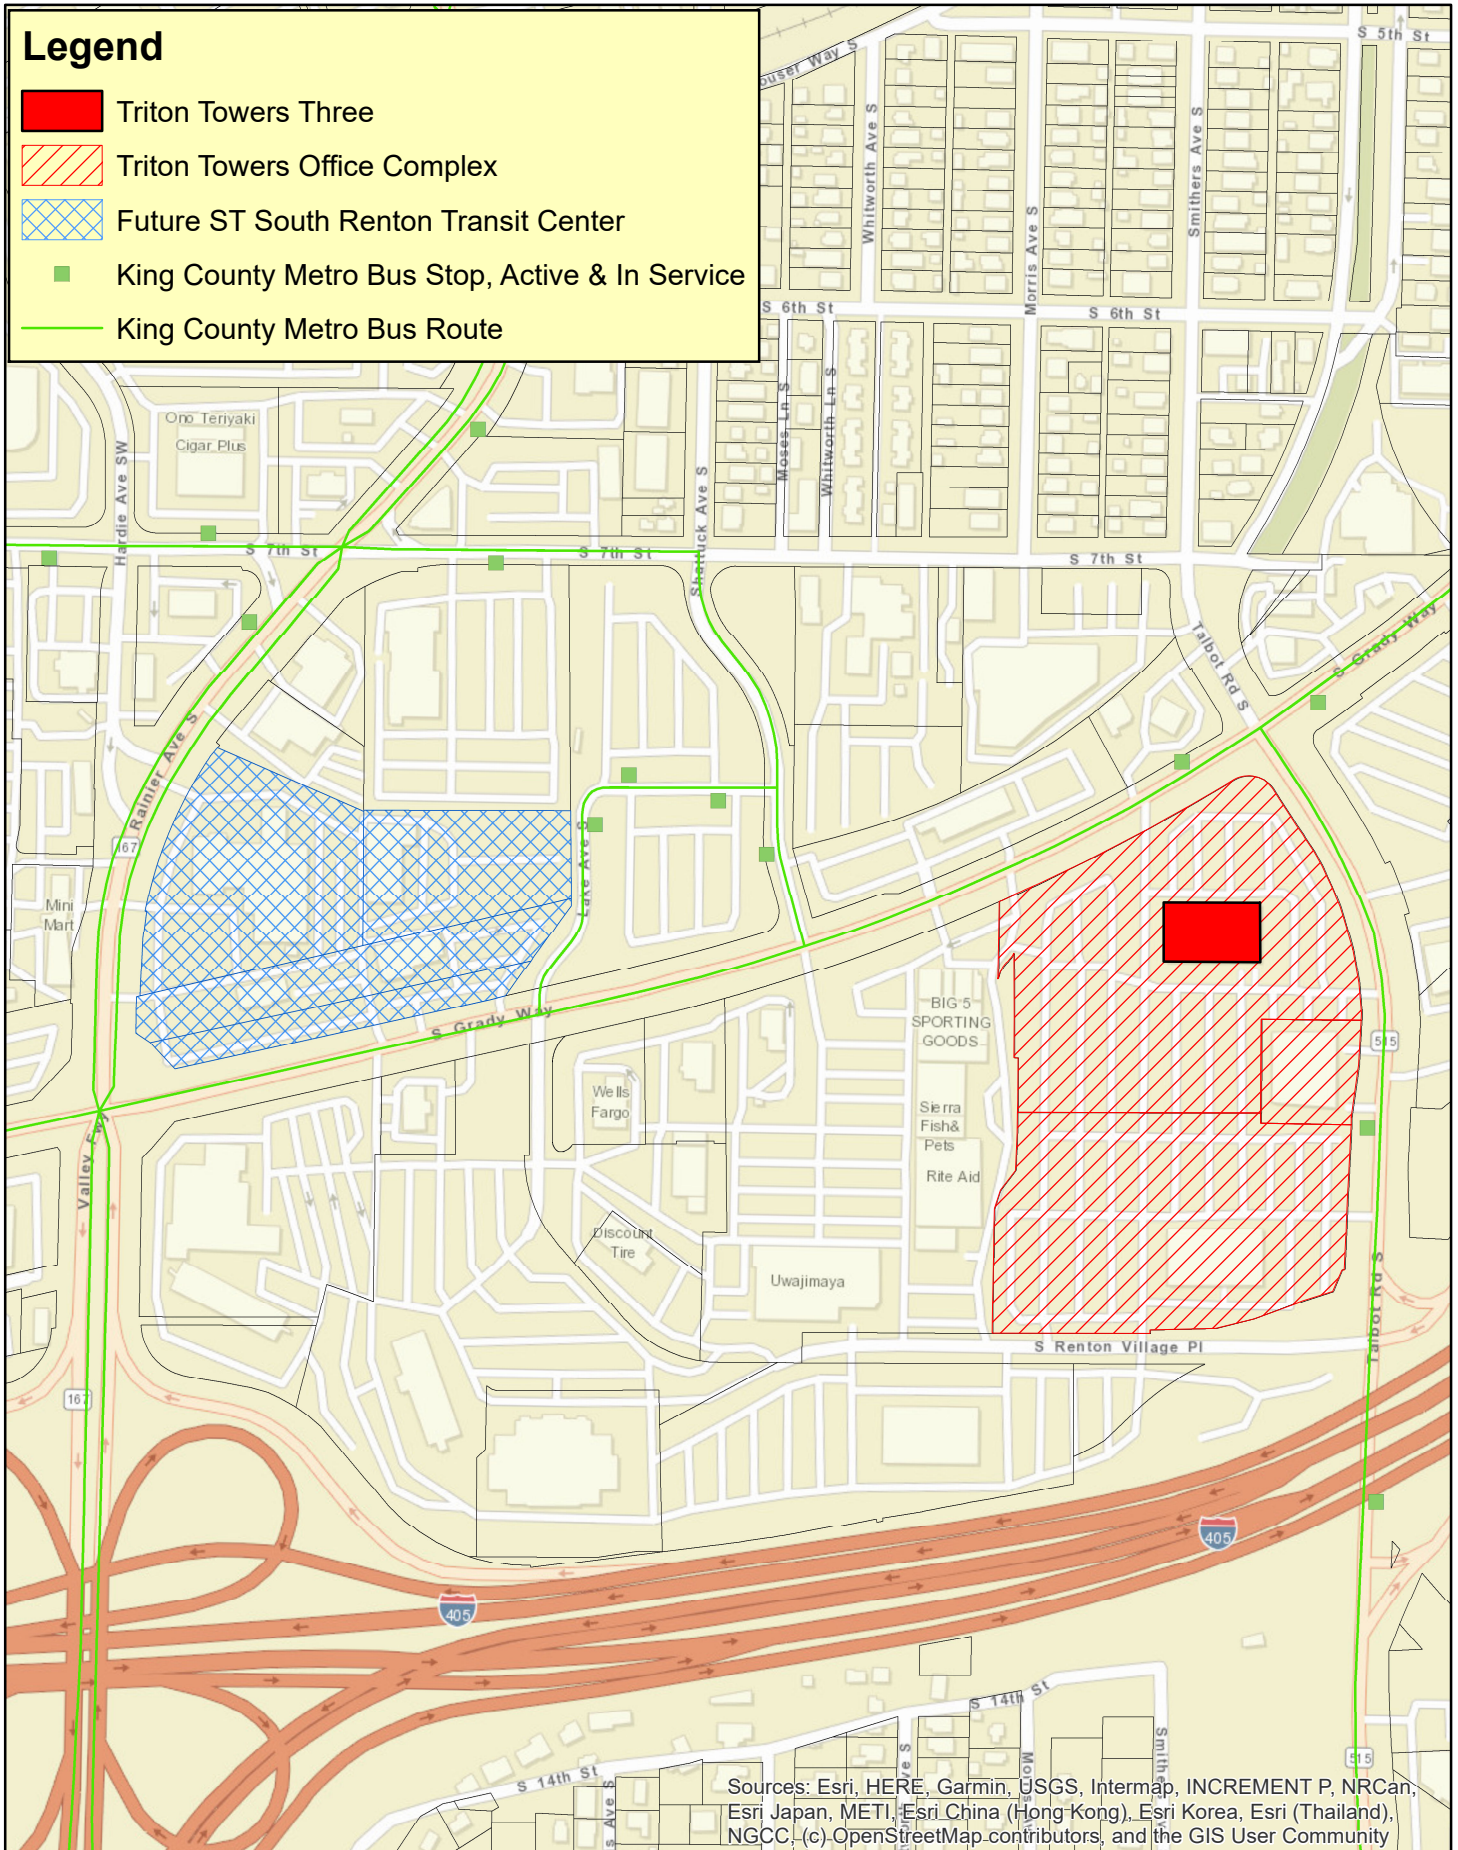 Legend
Triton Towers Three
Triton Towers Office Complex
Future ST South Renton Transit Center
King County Metro Bus Stop, Active & In Service
King County Metro Bus Route
S 5th St
ouser Way S
Whitworth Ave S
Smithers Ave S
Morris Ave S
S 6th St
S 6th St
Ono Teriyaki
Cigar Plus
Hardie Ave SW
Moses Ln S
Whitworth Ln S
Shattuck Ave S
S 7th St
S 7th St
S 7th St
Talbot Rd S
S Grady Way
Rainier Ave S
167
Lake Ave S
Mini
Mart
S Grady Way
BIG 5
SPORTING
GOODS
515
Wells
Fargo
Sierra
Fish&
Pets
Rite Aid
Valley Fwy
Discount
Tire
Uwajimaya
Talbot Rd S
S Renton Village Pl
167
405
405
S 14th St
S 14th St
515
s Ave S
Ave S
Sources: Esri, HERE, Garmin, USGS, Intermap, INCREMENT P, NRCan,
Esri Japan, METI, Esri China (Hong Kong), Esri Korea, Esri (Thailand),
NGCC, (c) OpenStreetMap contributors, and the GIS User Community